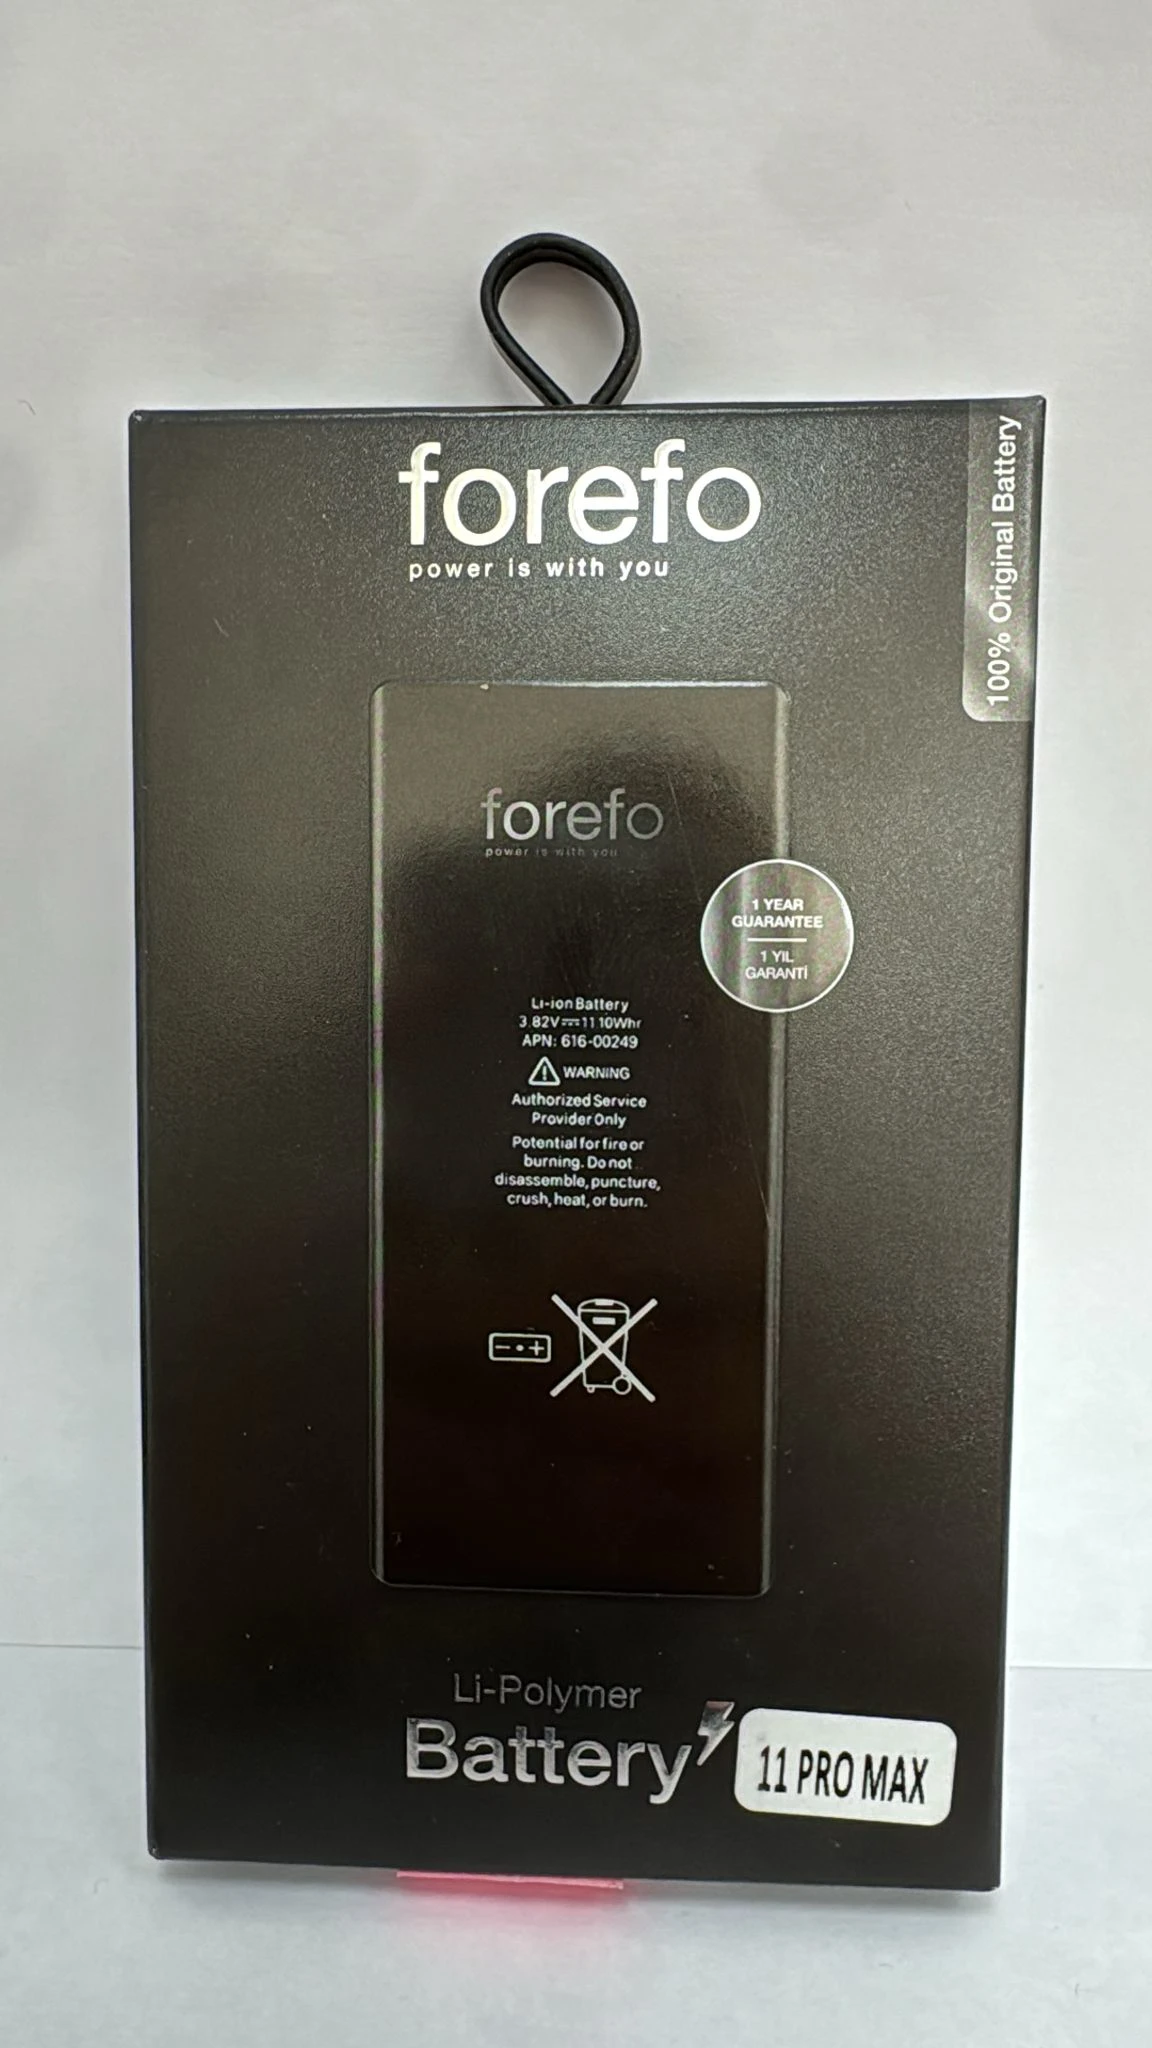 forefo
power is with you
100% Original Battery
forefo
power is with you
1 YEAR
GUARANTEE
1 YIL
GARANTİ
Li-ion Battery
3.82V⎓11.10Whr
APN: 616-00249
WARNING
Authorized Service
Provider Only
Potential for fire or
burning. Do not
disassemble, puncture,
crush, heat, or burn.
Li-Polymer
Battery
11 PRO MAX